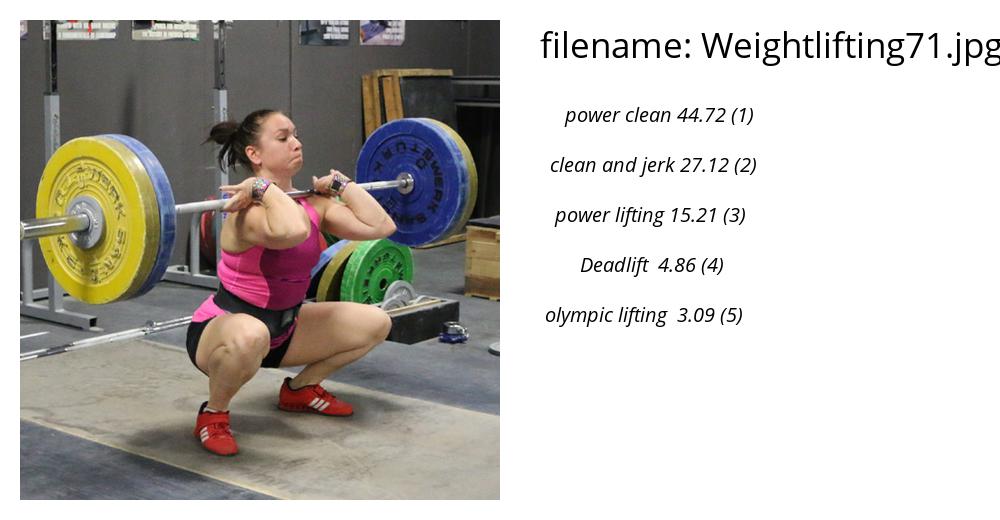 filename: Weightlifting71.jpg
power clean 44.72 (1)
clean and jerk 27.12 (2)
power lifting 15.21 (3)
Deadlift  4.86 (4)
olympic lifting  3.09 (5)